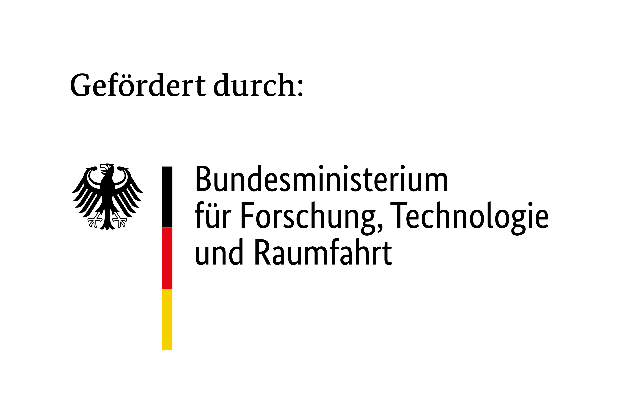 Gefördert durch:
Bundesministerium
für Forschung, Technologie
und Raumfahrt